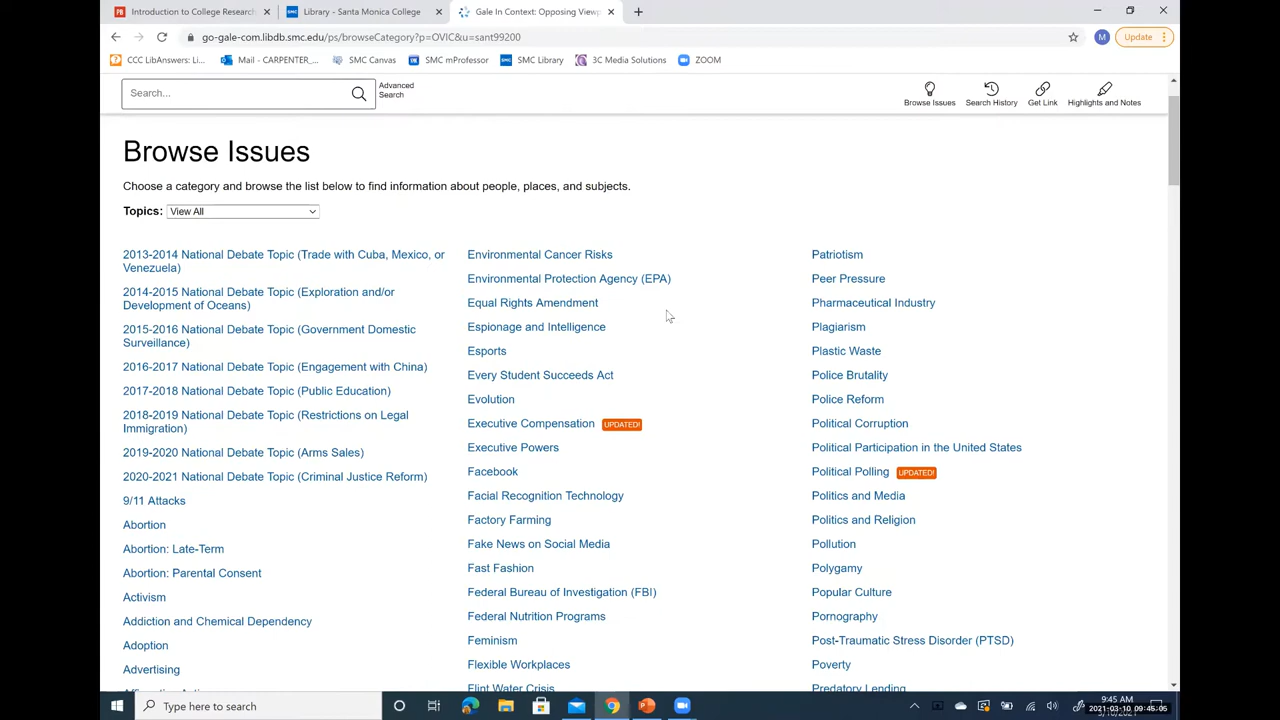 Introduction to College Research
Library - Santa Monica College
Gale In Context: Opposing Viewp
go-gale-com.libdb.smc.edu/ps/browseCategory?p=OVIC&u=sant99200
M
Update
CCC LibAnswers: Li...
Mail - CARPENTER_...
SMC Canvas
SMC mProfessor
SMC Library
3C Media Solutions
ZOOM
Search...
Advanced
Search
Browse Issues
Search History
Get Link
Highlights and Notes
Browse Issues
Choose a category and browse the list below to find information about people, places, and subjects.
Topics: View All
2013-2014 National Debate Topic (Trade with Cuba, Mexico, or
Venezuela)
2014-2015 National Debate Topic (Exploration and/or
Development of Oceans)
2015-2016 National Debate Topic (Government Domestic
Surveillance)
2016-2017 National Debate Topic (Engagement with China)
2017-2018 National Debate Topic (Public Education)
2018-2019 National Debate Topic (Restrictions on Legal
Immigration)
2019-2020 National Debate Topic (Arms Sales)
2020-2021 National Debate Topic (Criminal Justice Reform)
9/11 Attacks
Abortion
Abortion: Late-Term
Abortion: Parental Consent
Activism
Addiction and Chemical Dependency
Adoption
Advertising
Environmental Cancer Risks
Environmental Protection Agency (EPA)
Equal Rights Amendment
Espionage and Intelligence
Esports
Every Student Succeeds Act
Evolution
Executive Compensation UPDATED!
Executive Powers
Facebook
Facial Recognition Technology
Factory Farming
Fake News on Social Media
Fast Fashion
Federal Bureau of Investigation (FBI)
Federal Nutrition Programs
Feminism
Flexible Workplaces
Flint Water Crisis
Patriotism
Peer Pressure
Pharmaceutical Industry
Plagiarism
Plastic Waste
Police Brutality
Police Reform
Political Corruption
Political Participation in the United States
Political Polling UPDATED!
Politics and Media
Politics and Religion
Pollution
Polygamy
Popular Culture
Pornography
Post-Traumatic Stress Disorder (PTSD)
Poverty
Predatory Lending
Type here to search
9:45 AM
2021-03-10 09:45:05